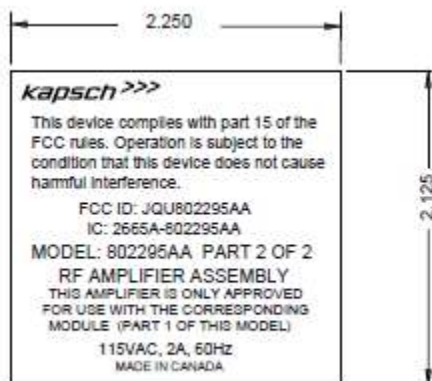 2.250
kapsch >>>
This device complies with part 15 of the
FCC rules. Operation is subject to the
condition that this device does not cause
harmful interference.
FCC ID: JQU802295AA
IC: 2665A-802295AA
MODEL: 802295AA PART 2 OF 2
RF AMPLIFIER ASSEMBLY
THIS AMPLIFIER IS ONLY APPROVED
FOR USE WITH THE CORRESPONDING
MODULE (PART 1 OF THIS MODEL)
115VAC, 2A, 60Hz
MADE IN CANADA
2.125